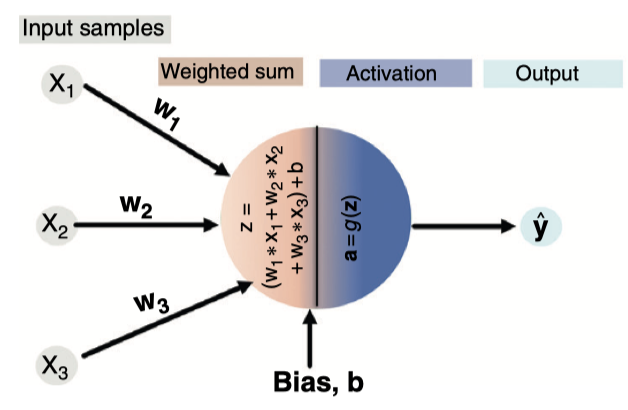 Input samples
Weighted sum
Activation
Output
X₁
w₁
X₂
w₂
X₃
w₃
z =
(w₁ * x₁ + w₂ * x₂
+ w₃ * x₃) + b
a = g(z)
ŷ
Bias, b